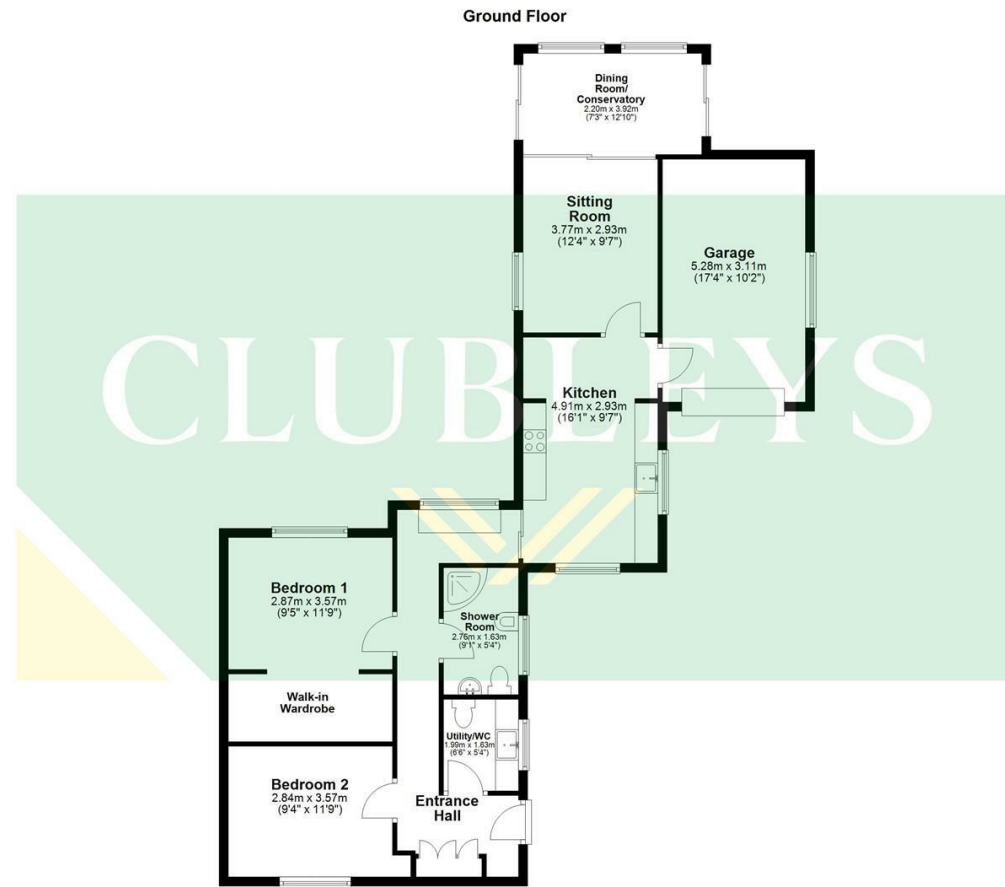 Ground Floor
Dining
Room/
Conservatory
2.20m x 3.92m
(7'3" x 12'10")
Sitting
Room
3.77m x 2.93m
(12'4" x 9'7")
Garage
5.28m x 3.11m
(17'4" x 10'2")
CLUBLEYS
Kitchen
4.91m x 2.93m
(16'1" x 9'7")
Bedroom 1
2.87m x 3.57m
(9'5" x 11'9")
Shower
Room
2.76m x 1.63m
(9'1" x 5'4")
Walk-in
Wardrobe
Utility/WC
1.99m x 1.63m
(6'6" x 5'4")
Bedroom 2
2.84m x 3.57m
(9'4" x 11'9")
Entrance
Hall